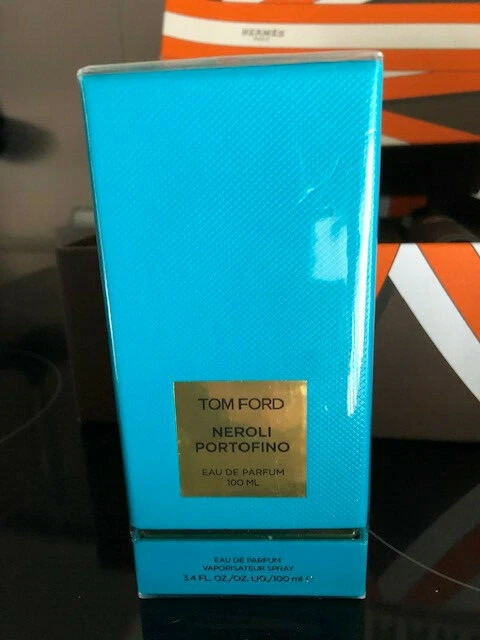 HERMÈS
PARIS
TOM FORD
NEROLI
PORTOFINO
EAU DE PARFUM
100 ML
EAU DE PARFUM
VAPORISATEUR SPRAY
3.4 FL. OZ./OZ. LIQ./100 ml e